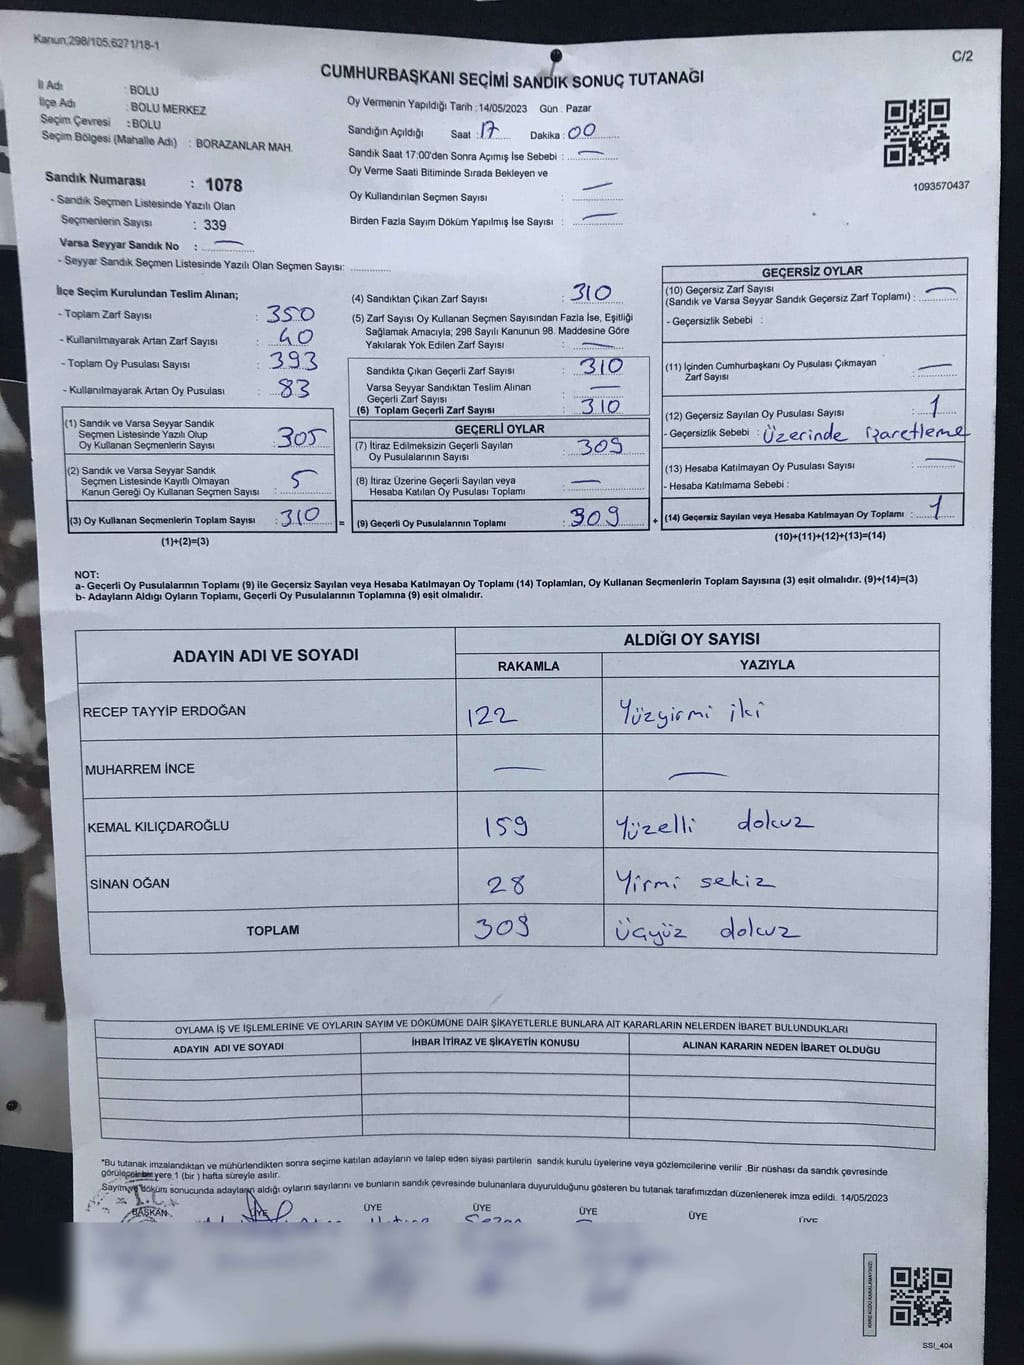 Kanun;298/105;6271/18-1
C/2
CUMHURBAŞKANI SEÇİMİ SANDIK SONUÇ TUTANAĞI
İl Adı : BOLU
İlçe Adı : BOLU MERKEZ
Seçim Çevresi : BOLU
Seçim Bölgesi (Mahalle Adı) : BORAZANLAR MAH.
Sandık Numarası : 1078
- Sandık Seçmen Listesinde Yazılı Olan
Seçmenlerin Sayısı : 339
Varsa Seyyar Sandık No : —
- Seyyar Sandık Seçmen Listesinde Yazılı Olan Seçmen Sayısı: ..............
Oy Vermenin Yapıldığı Tarih : 14/05/2023 Gün : Pazar
Sandığın Açıldığı Saat : 17 Dakika : 00
Sandık Saat 17:00'den Sonra Açımış İse Sebebi : —
Oy Verme Saati Bitiminde Sırada Bekleyen ve
Oy Kullandırılan Seçmen Sayısı : —
Birden Fazla Sayım Döküm Yapılmış İse Sayısı : —
1093570437
İlçe Seçim Kurulundan Teslim Alınan;
- Toplam Zarf Sayısı : 350
- Kullanılmayarak Artan Zarf Sayısı : 40
- Toplam Oy Pusulası Sayısı : 393
- Kullanılmayarak Artan Oy Pusulası : 83
(1) Sandık ve Varsa Seyyar Sandık
Seçmen Listesinde Yazılı Olup
Oy Kullanan Seçmenlerin Sayısı : 305
(2) Sandık ve Varsa Seyyar Sandık
Seçmen Listesinde Kayıtlı Olmayan
Kanun Gereği Oy Kullanan Seçmen Sayısı : 5
(3) Oy Kullanan Seçmenlerin Toplam Sayısı : 310
(1)+(2)=(3)
(4) Sandıktan Çıkan Zarf Sayısı : 310
(5) Zarf Sayısı Oy Kullanan Seçmen Sayısından Fazla İse, Eşitliği
Sağlamak Amacıyla; 298 Sayılı Kanunun 98. Maddesine Göre
Yakılarak Yok Edilen Zarf Sayısı : —
Sandıkta Çıkan Geçerli Zarf Sayısı : 310
Varsa Seyyar Sandıktan Teslim Alınan
Geçerli Zarf Sayısı : —
(6) Toplam Geçerli Zarf Sayısı : 310
GEÇERLİ OYLAR
(7) İtiraz Edilmeksizin Geçerli Sayılan
Oy Pusulalarının Sayısı : 309
(8) İtiraz Üzerine Geçerli Sayılan veya
Hesaba Katılan Oy Pusulası Toplamı : —
= (9) Geçerli Oy Pusulalarının Toplamı : 309
GEÇERSİZ OYLAR
(10) Geçersiz Zarf Sayısı
(Sandık ve Varsa Seyyar Sandık Geçersiz Zarf Toplamı) : —
- Geçersizlik Sebebi :
(11) İçinden Cumhurbaşkanı Oy Pusulası Çıkmayan
Zarf Sayısı : —
(12) Geçersiz Sayılan Oy Pusulası Sayısı : 1
- Geçersizlik Sebebi : Üzerinde işaretleme
(13) Hesaba Katılmayan Oy Pusulası Sayısı : —
- Hesaba Katılmama Sebebi :
+ (14) Geçersiz Sayılan veya Hesaba Katılmayan Oy Toplamı : 1
(10)+(11)+(12)+(13)=(14)
NOT:
a- Geçerli Oy Pusulalarının Toplamı (9) ile Geçersiz Sayılan veya Hesaba Katılmayan Oy Toplamı (14) Toplamları, Oy Kullanan Seçmenlerin Toplam Sayısına (3) eşit olmalıdır. (9)+(14)=(3)
b- Adayların Aldığı Oyların Toplamı, Geçerli Oy Pusulalarının Toplamına (9) eşit olmalıdır.
ADAYIN ADI VE SOYADI ALDIĞI OY SAYISI
RAKAMLA YAZIYLA
RECEP TAYYİP ERDOĞAN 122 Yüzyirmi iki
MUHARREM İNCE — —
KEMAL KILIÇDAROĞLU 159 Yüzelli dokuz
SİNAN OĞAN 28 Yirmi sekiz
TOPLAM 309 Üçyüz dokuz
OYLAMA İŞ VE İŞLEMLERİNE VE OYLARIN SAYIM VE DÖKÜMÜNE DAİR ŞİKAYETLERLE BUNLARA AİT KARARLARIN NELERDEN İBARET BULUNDUKLARI
ADAYIN ADI VE SOYADI İHBAR İTİRAZ VE ŞİKAYETİN KONUSU ALINAN KARARIN NEDEN İBARET OLDUĞU
*Bu tutanak imzalandıktan ve mühürlendikten sonra seçime katılan adayların ve talep eden siyasi partilerin sandık kurulu üyelerine veya gözlemcilerine verilir .Bir nüshası da sandık çevresinde
görülecek bir yere 1 (bir ) hafta süreyle asılır.
Sayım ve döküm sonucunda adayların aldığı oyların sayılarını ve bunların sandık çevresinde bulunanlara duyurulduğunu gösteren bu tutanak tarafımızdan düzenlenerek imza edildi. 14/05/2023
BAŞKAN ÜYE ÜYE ÜYE ÜYE ÜYE ÜYE
SSI_404